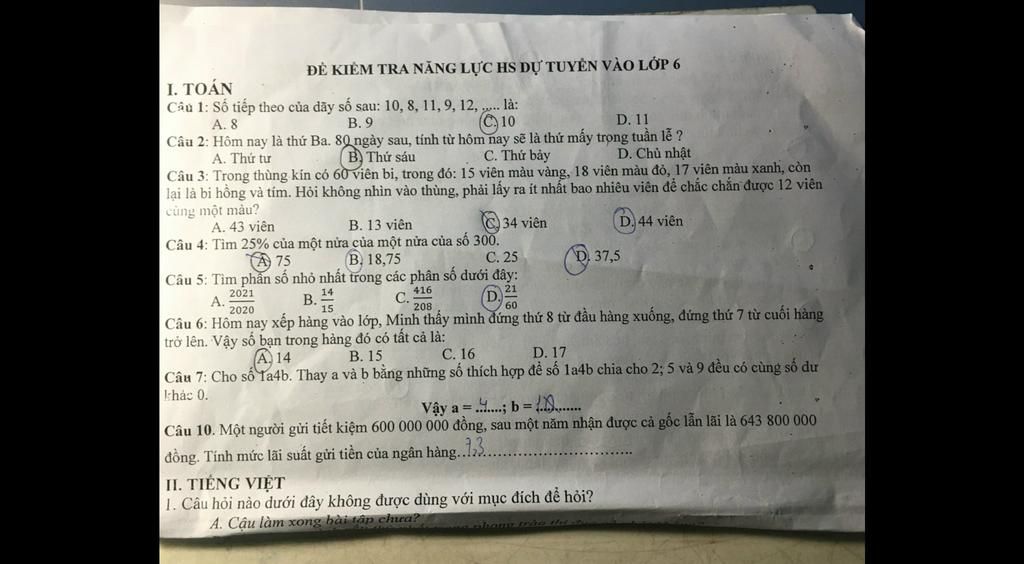 ĐỀ KIỂM TRA NĂNG LỰC HS DỰ TUYỂN VÀO LỚP 6
I. TOÁN
Câu 1: Số tiếp theo của dãy số sau: 10, 8, 11, 9, 12, ..... là:
A. 8 B. 9 C. 10 D. 11
Câu 2: Hôm nay là thứ Ba. 80 ngày sau, tính từ hôm nay sẽ là thứ mấy trong tuần lễ ?
A. Thứ tư B. Thứ sáu C. Thứ bảy D. Chủ nhật
Câu 3: Trong thùng kín có 60 viên bi, trong đó: 15 viên màu vàng, 18 viên màu đỏ, 17 viên màu xanh, còn
lại là bi hồng và tím. Hỏi không nhìn vào thùng, phải lấy ra ít nhất bao nhiêu viên để chắc chắn được 12 viên
cùng một màu?
A. 43 viên B. 13 viên C. 34 viên D. 44 viên
Câu 4: Tìm 25% của một nửa của một nửa của số 300.
A. 75 B. 18,75 C. 25 D. 37,5
Câu 5: Tìm phân số nhỏ nhất trong các phân số dưới đây:
A. 2021/2020 B. 14/15 C. 416/208 D. 21/60
Câu 6: Hôm nay xếp hàng vào lớp, Minh thấy mình đứng thứ 8 từ đầu hàng xuống, đứng thứ 7 từ cuối hàng
trở lên. Vậy số bạn trong hàng đó có tất cả là:
A. 14 B. 15 C. 16 D. 17
Câu 7: Cho số 1a4b. Thay a và b bằng những số thích hợp để số 1a4b chia cho 2; 5 và 9 đều có cùng số dư
khác 0.
Vậy a = ..4....; b = ..........
Câu 10. Một người gửi tiết kiệm 600 000 000 đồng, sau một năm nhận được cả gốc lẫn lãi là 643 800 000
đồng. Tính mức lãi suất gửi tiền của ngân hàng..7,3..............................
II. TIẾNG VIỆT
1. Câu hỏi nào dưới đây không được dùng với mục đích để hỏi?
A. Cậu làm xong bài tập chưa?